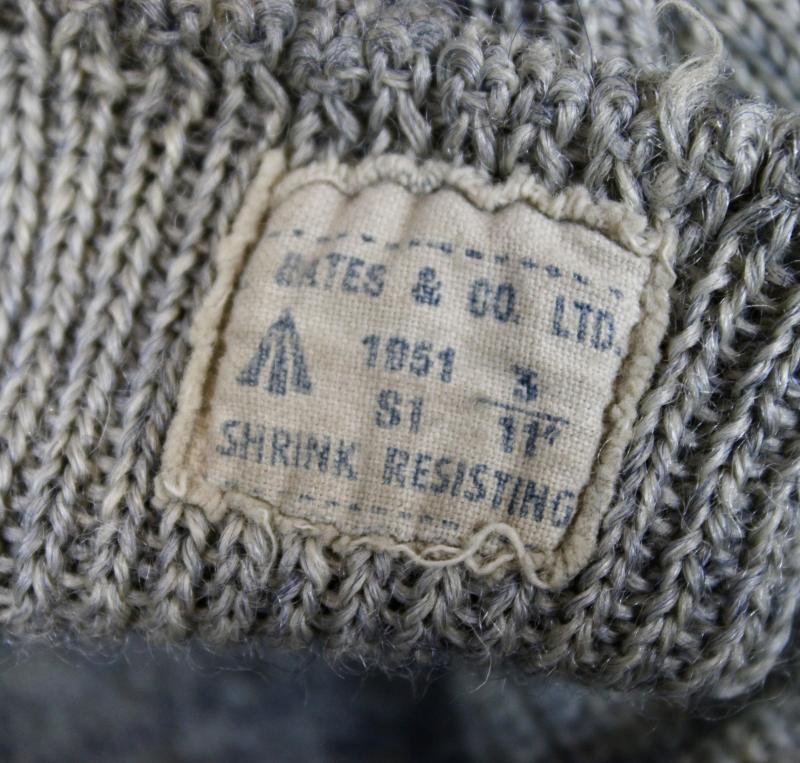 BATES & CO. LTD.
1951 3
S1 11"
SHRINK RESISTING